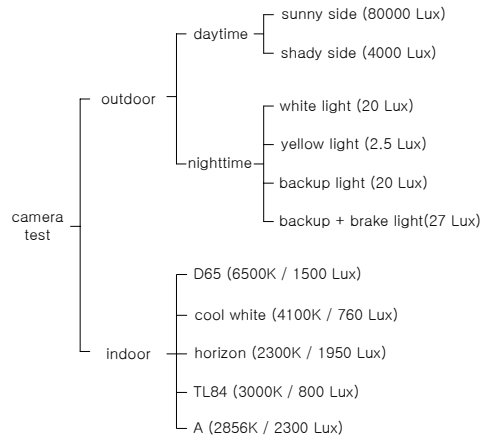 sunny side (80000 Lux)
daytime
shady side (4000 Lux)
outdoor
white light (20 Lux)
yellow light (2.5 Lux)
nighttime
backup light (20 Lux)
backup + brake light(27 Lux)
camera
test
D65 (6500K / 1500 Lux)
cool white (4100K / 760 Lux)
indoor
horizon (2300K / 1950 Lux)
TL84 (3000K / 800 Lux)
A (2856K / 2300 Lux)